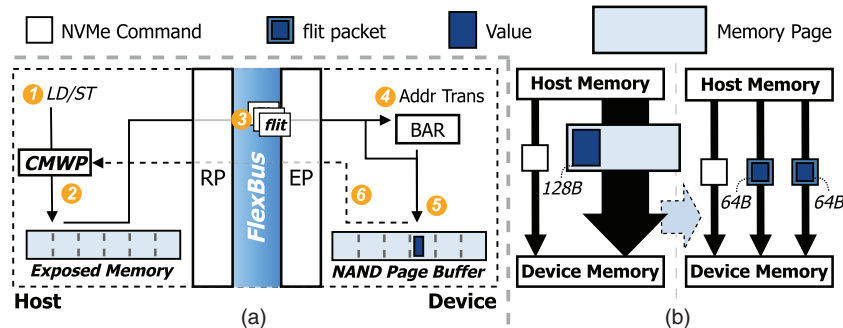 NVMe Command
flit packet
Value
Memory Page
1 LD/ST
CMWP
2
Exposed Memory
Host
RP
FlexBus
3
flit
EP
4 Addr Trans
BAR
6
5
NAND Page Buffer
Device
(a)
Host Memory
128B
Device Memory
Host Memory
64B
64B
Device Memory
(b)